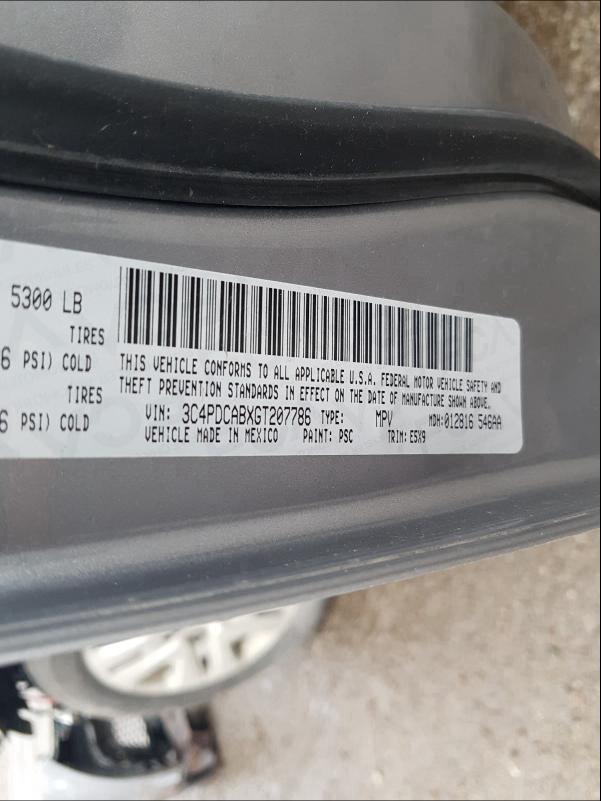 5300 LB
TIRES
6 PSI) COLD
TIRES
6 PSI) COLD
THIS VEHICLE CONFORMS TO ALL APPLICABLE U.S.A. FEDERAL MOTOR VEHICLE SAFETY AND
THEFT PREVENTION STANDARDS IN EFFECT ON THE DATE OF MANUFACTURE SHOWN ABOVE.
VIN: 3C4PDCABXGT207786 TYPE: MPV MDH:012816 546AA
VEHICLE MADE IN MEXICO PAINT: PSC TRIM: E5X9